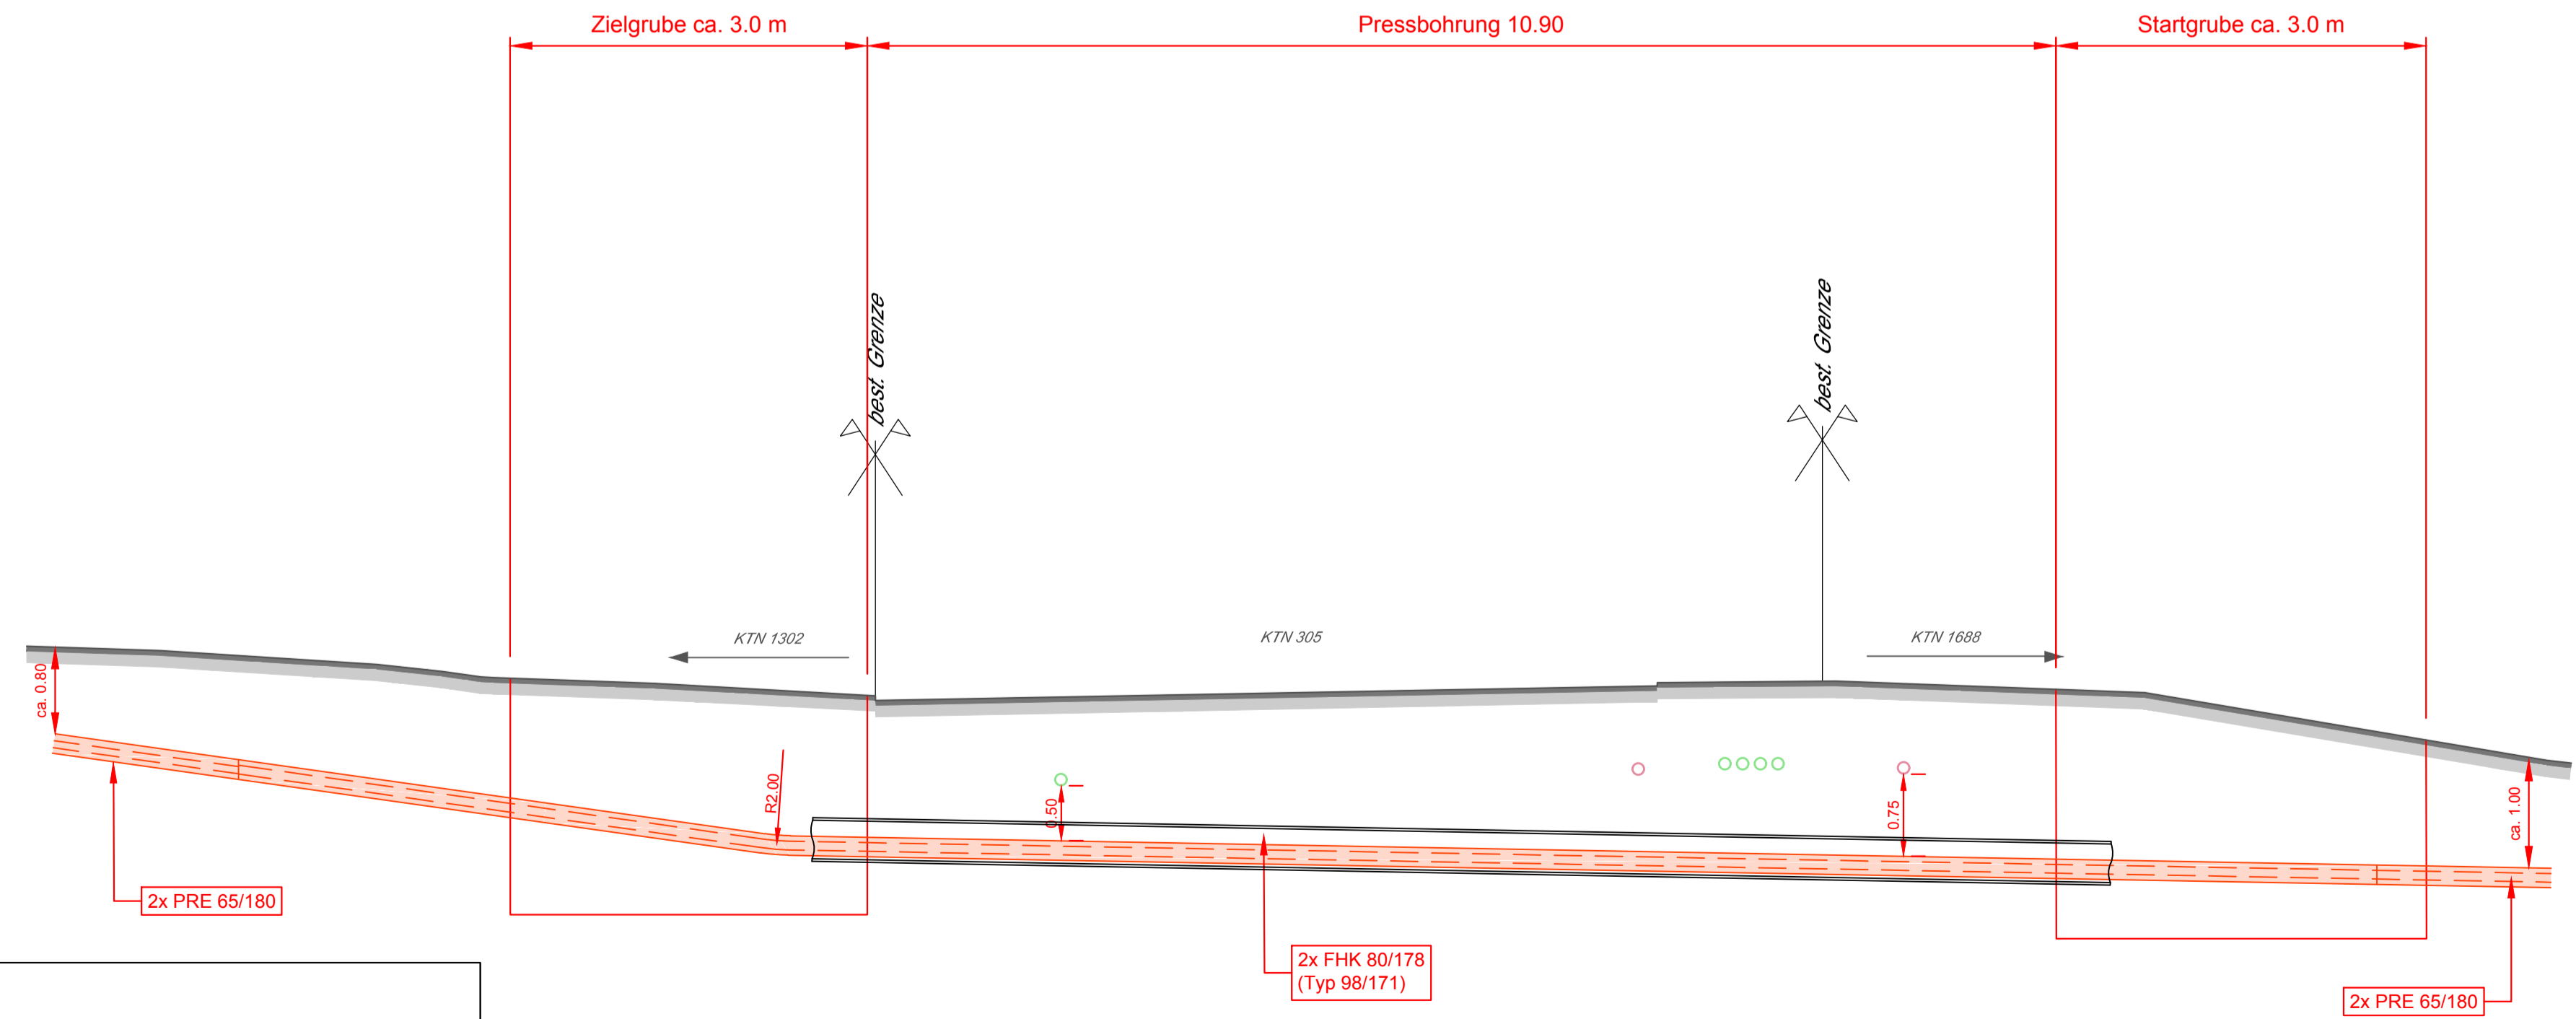 Zielgrube ca. 3.0 m
Pressbohrung 10.90
Startgrube ca. 3.0 m
best. Grenze
best. Grenze
KTN 1302
KTN 305
KTN 1688
ca. 0.80
R2.00
0.50
0.75
ca. 1.00
2x PRE 65/180
2x FHK 80/178
(Typ 98/171)
2x PRE 65/180